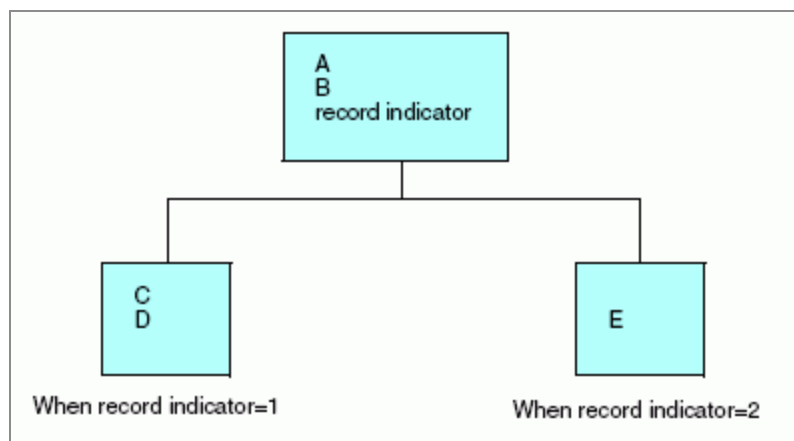 A
B
record indicator
C
D
E
When record indicator=1
When record indicator=2